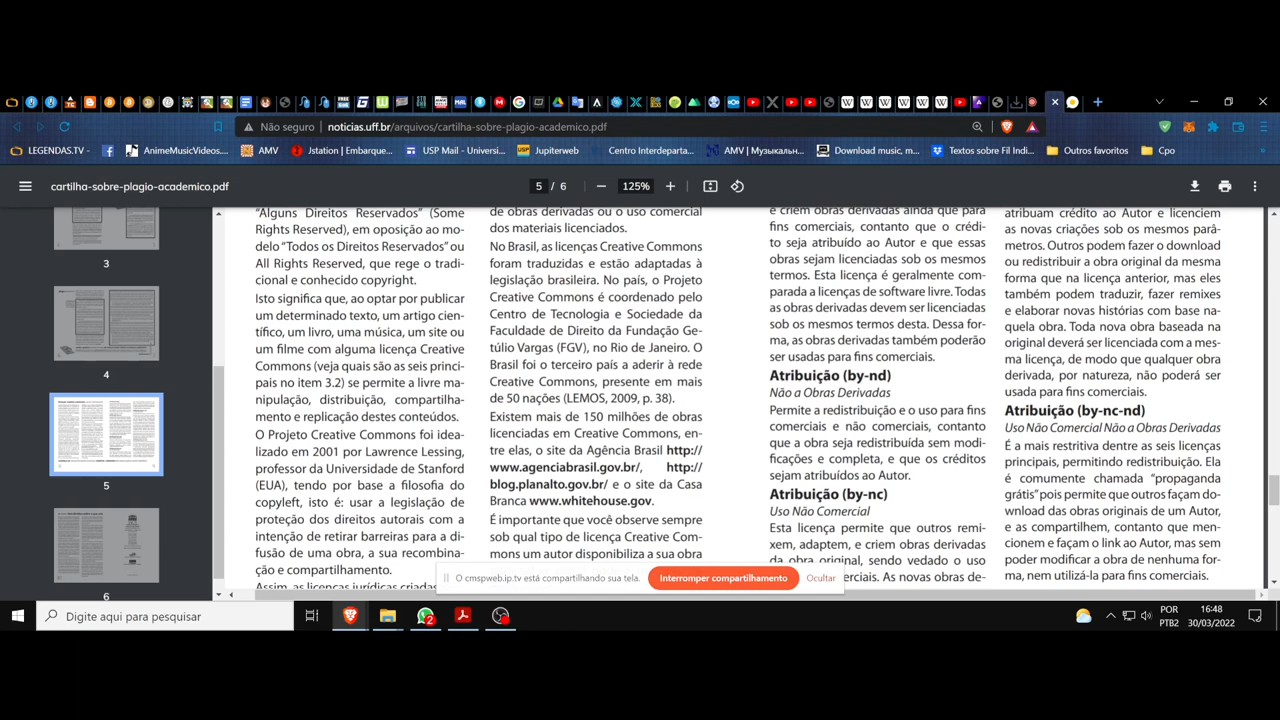 Não seguro
noticias.uff.br/arquivos/cartilha-sobre-plagio-academico.pdf
LEGENDAS.TV -
AnimeMusicVideos...
AMV
Jstation | Embarque...
USP Mail - Universi...
Jupiterweb
Centro Interdeparta...
AMV | Музыкальн...
Download music, m...
Textos sobre Fil Indi...
Outros favoritos
Cpo
cartilha-sobre-plagio-academico.pdf
5 / 6
125%
3
4
5
6
“Alguns Direitos Reservados” (Some
Rights Reserved), em oposição ao mo-
delo “Todos os Direitos Reservados” ou
All Rights Reserved, que rege o tradi-
cional e conhecido copyright.
Isto significa que, ao optar por publicar
um determinado texto, um artigo cien-
tífico, um livro, uma música, um site ou
um filme com alguma licença Creative
Commons (veja quais são as seis princi-
pais no item 3.2) se permite a livre ma-
nipulação, distribuição, compartilha-
mento e replicação destes conteúdos.
O Projeto Creative Commons foi idea-
lizado em 2001 por Lawrence Lessing,
professor da Universidade de Stanford
(EUA), tendo por base a filosofia do
copyleft, isto é: usar a legislação de
proteção dos direitos autorais com a
intenção de retirar barreiras para a di-
fusão de uma obra, a sua recombina-
ção e compartilhamento.
Assim, as licenças jurídicas criadas
de obras derivadas ou o uso comercial
dos materiais licenciados.
No Brasil, as licenças Creative Commons
foram traduzidas e estão adaptadas à
legislação brasileira. No país, o Projeto
Creative Commons é coordenado pelo
Centro de Tecnologia e Sociedade da
Faculdade de Direito da Fundação Ge-
túlio Vargas (FGV), no Rio de Janeiro. O
Brasil foi o terceiro país a aderir à rede
Creative Commons, presente em mais
de 50 nações (LEMOS, 2009, p. 38).
Existem mais de 150 milhões de obras
licenciadas em Creative Commons, en-
tre elas, o site da Agência Brasil http://
www.agenciabrasil.gov.br/, http://
blog.planalto.gov.br/ e o site da Casa
Branca www.whitehouse.gov.
É importante que você observe sempre
sob qual tipo de licença Creative Com-
mons um autor disponibiliza a sua obra
e criem obras derivadas ainda que para
fins comerciais, contanto que o crédi-
to seja atribuído ao Autor e que essas
obras sejam licenciadas sob os mesmos
termos. Esta licença é geralmente com-
parada a licenças de software livre. Todas
as obras derivadas devem ser licenciadas
sob os mesmos termos desta. Dessa for-
ma, as obras derivadas também poderão
ser usadas para fins comerciais.
Atribuição (by-nd)
Não a Obras Derivadas
Permite a redistribuição e o uso para fins
comerciais e não comerciais, contanto
que a obra seja redistribuída sem modi-
ficações e completa, e que os créditos
sejam atribuídos ao Autor.
Atribuição (by-nc)
Uso Não Comercial
Esta licença permite que outros remi-
xem, adaptem, e criem obras derivadas
da obra original, sendo vedado o uso
erciais. As novas obras de-
atribuam crédito ao Autor e licenciem
as novas criações sob os mesmos parâ-
metros. Outros podem fazer o download
ou redistribuir a obra original da mesma
forma que na licença anterior, mas eles
também podem traduzir, fazer remixes
e elaborar novas histórias com base na-
quela obra. Toda nova obra baseada na
original deverá ser licenciada com a mes-
ma licença, de modo que qualquer obra
derivada, por natureza, não poderá ser
usada para fins comerciais.
Atribuição (by-nc-nd)
Uso Não Comercial Não a Obras Derivadas
É a mais restritiva dentre as seis licenças
principais, permitindo redistribuição. Ela
é comumente chamada “propaganda
grátis” pois permite que outros façam do-
wnload das obras originais de um Autor,
e as compartilhem, contanto que men-
cionem e façam o link ao Autor, mas sem
poder modificar a obra de nenhuma for-
ma, nem utilizá-la para fins comerciais.
O cmspweb.ip.tv está compartilhando sua tela.
Interromper compartilhamento
Ocultar
Digite aqui para pesquisar
2
POR
PTB2
16:48
30/03/2022